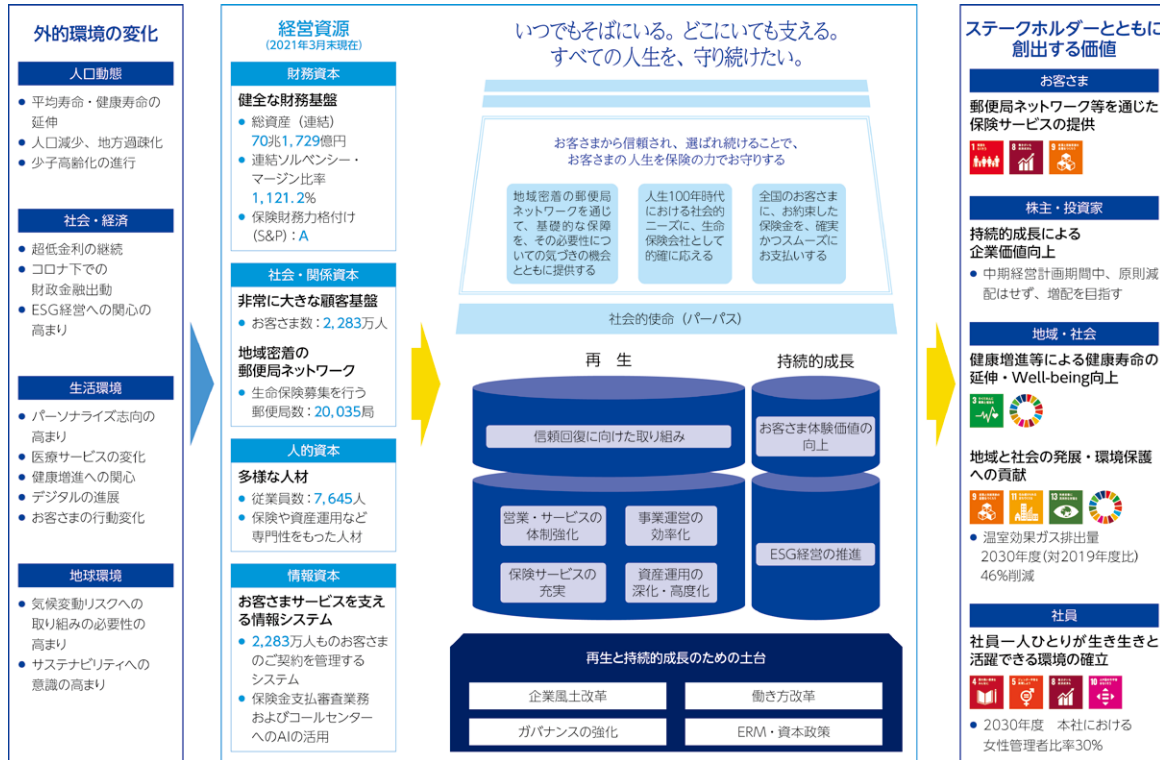 外的環境の変化
人口動態
● 平均寿命・健康寿命の
延伸
● 人口減少、地方過疎化
● 少子高齢化の進行
社会・経済
● 超低金利の継続
● コロナ下での
財政金融出動
● ESG経営への関心の
高まり
生活環境
● パーソナライズ志向の
高まり
● 医療サービスの変化
● 健康増進への関心
● デジタルの進展
● お客さまの行動変化
地球環境
● 気候変動リスクへの
取り組みの必要性の
高まり
● サステナビリティへの
意識の高まり
経営資源
(2021年3月末現在)
財務資本
健全な財務基盤
● 総資産（連結）
70兆1,729億円
● 連結ソルベンシー・
マージン比率
1,121.2%
● 保険財務力格付け
(S&P)：A
社会・関係資本
非常に大きな顧客基盤
● お客さま数：2,283万人
地域密着の
郵便局ネットワーク
● 生命保険募集を行う
郵便局数：20,035局
人的資本
多様な人材
● 従業員数：7,645人
● 保険や資産運用など
専門性をもった人材
情報資本
お客さまサービスを支え
る情報システム
● 2,283万人ものお客さま
のご契約を管理する
システム
● 保険金支払審査業務
およびコールセンター
へのAIの活用
いつでもそばにいる。どこにいても支える。
すべての人生を、守り続けたい。
お客さまから信頼され、選ばれ続けることで、
お客さまの人生を保険の力でお守りする
地域密着の郵便局
ネットワークを通じ
て、基礎的な保障
を、その必要性につ
いての気づきの機会
とともに提供する
人生100年時代
における社会的
ニーズに、生命
保険会社として
的確に応える
全国のお客さま
に、お約束した
保険金を、確実
かつスムーズに
お支払いする
社会的使命（パーパス）
再 生
信頼回復に向けた取り組み
営業・サービスの
体制強化
事業運営の
効率化
保険サービスの
充実
資産運用の
深化・高度化
持続的成長
お客さま体験価値の
向上
ESG経営の推進
再生と持続的成長のための土台
企業風土改革
働き方改革
ガバナンスの強化
ERM・資本政策
ステークホルダーとともに
創出する価値
お客さま
郵便局ネットワーク等を通じた
保険サービスの提供
1
8
9
株主・投資家
持続的成長による
企業価値向上
● 中期経営計画期間中、原則減
配はせず、増配を目指す
地域・社会
健康増進等による健康寿命の
延伸・Well-being向上
3
地域と社会の発展・環境保護
への貢献
9
11
13
● 温室効果ガス排出量
2030年度(対2019年度比)
46%削減
社員
社員一人ひとりが生き生きと
活躍できる環境の確立
4
5
8
10
● 2030年度 本社における
女性管理者比率30%